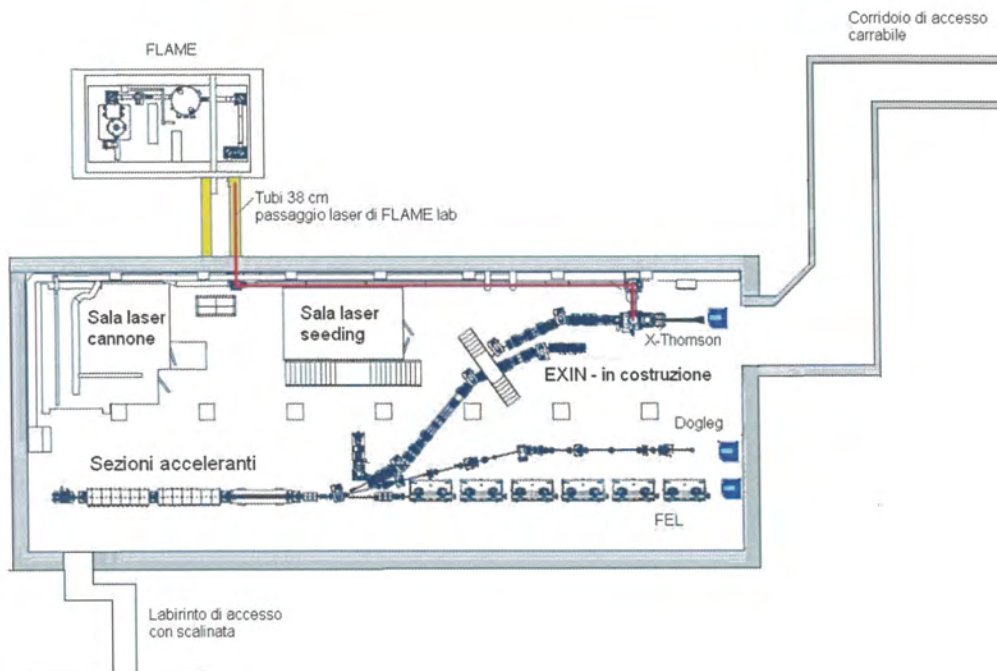 Corridoio di accesso
carrabile
FLAME
Tubi 38 cm
passaggio laser di FLAME lab
Sala laser
cannone
Sala laser
seeding
X-Thomson
EXIN - in costruzione
Dogleg
Sezioni acceleranti
FEL
Labirinto di accesso
con scalinata